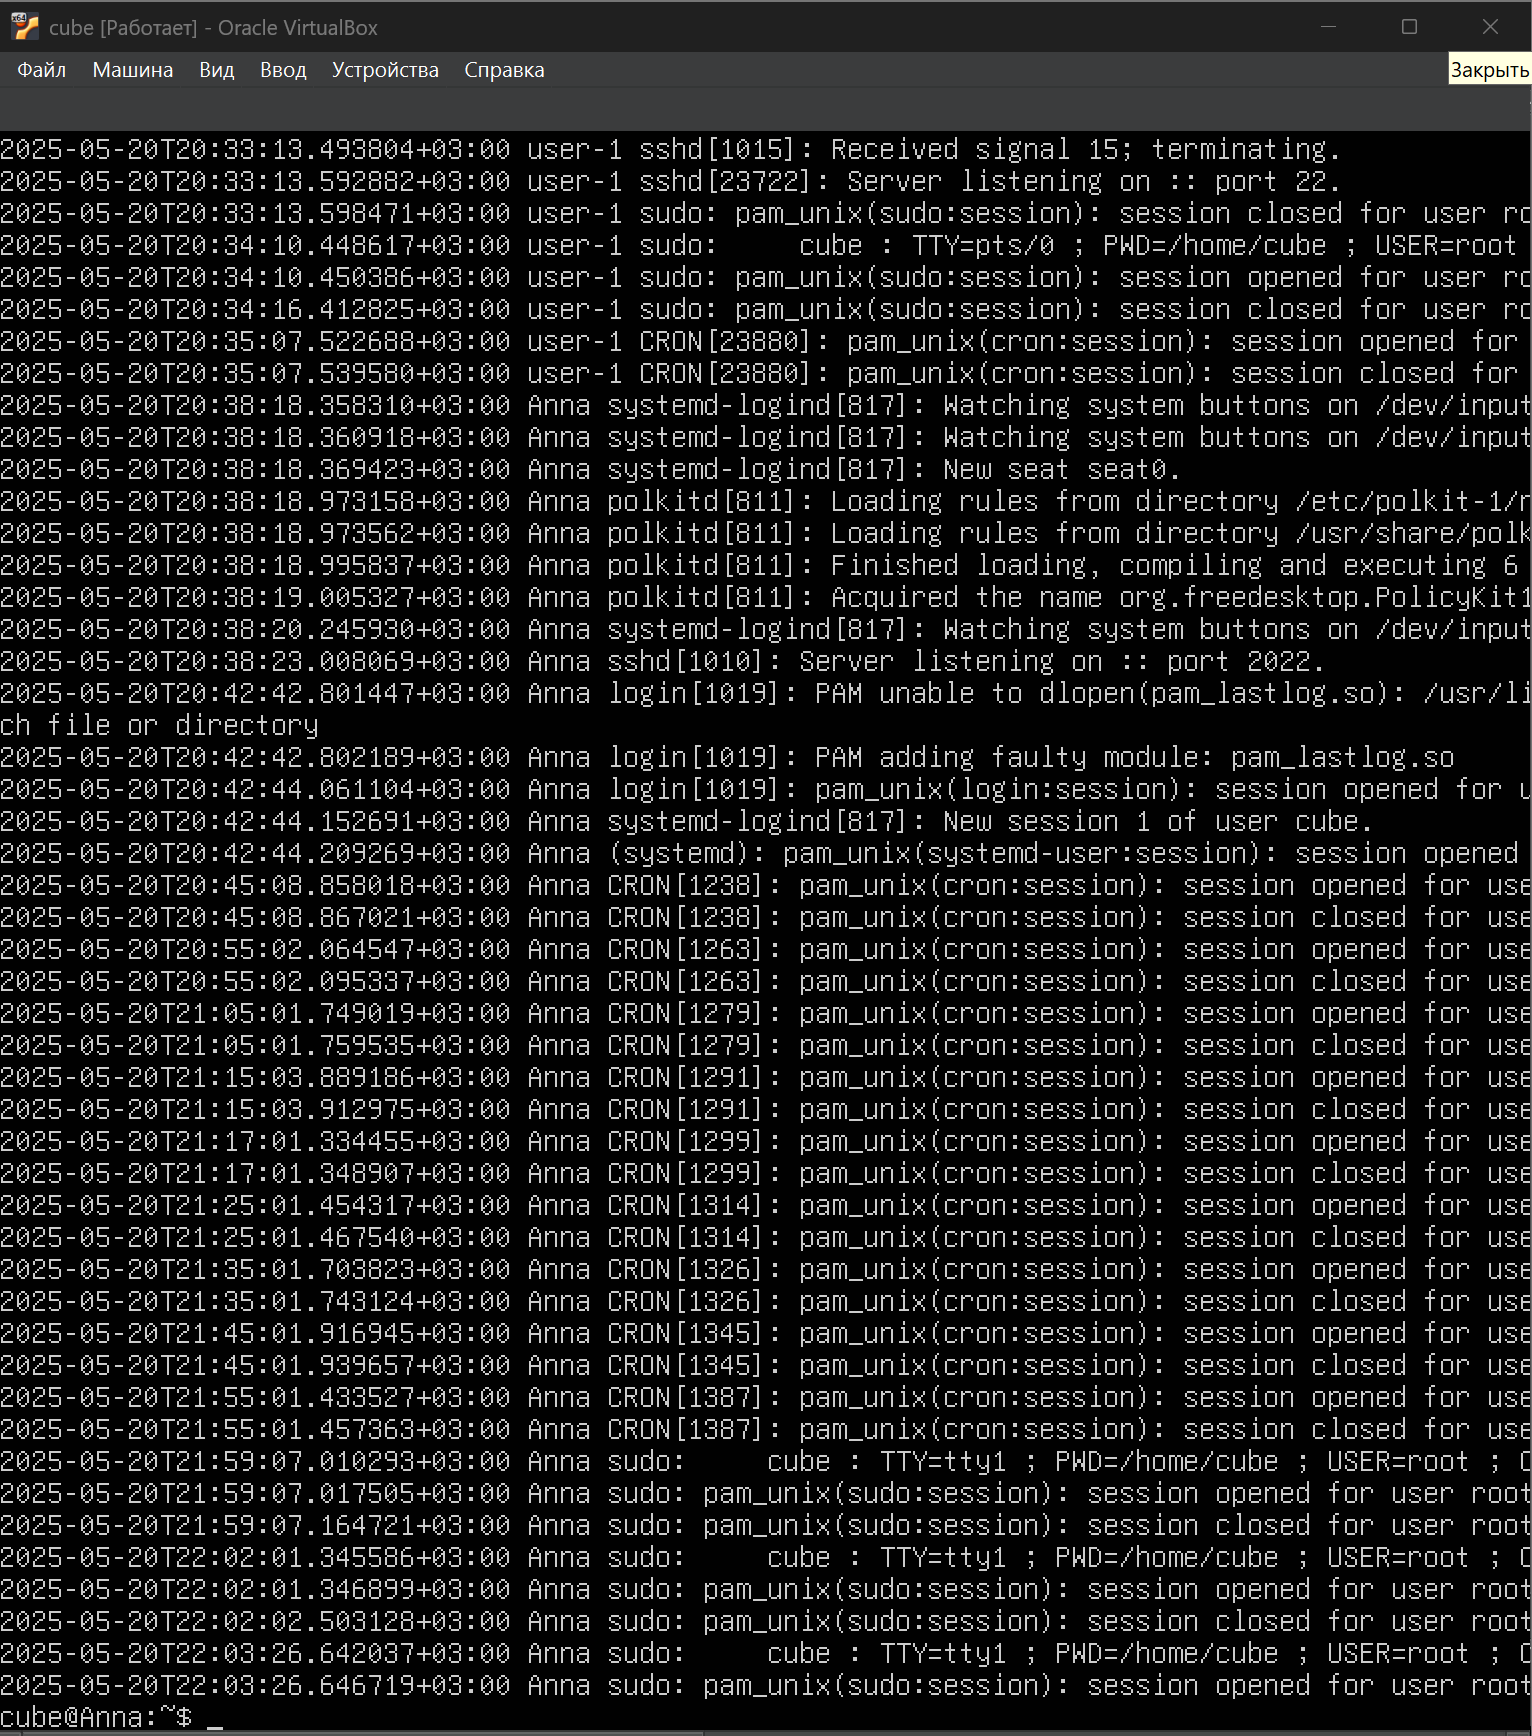 cube [Работает] - Oracle VirtualBox
Файл Машина Вид Ввод Устройства Справка
Закрыть
2025-05-20T20:33:13.493804+03:00 user-1 sshd[1015]: Received signal 15; terminating.
2025-05-20T20:33:13.592882+03:00 user-1 sshd[23722]: Server listening on :: port 22.
2025-05-20T20:33:13.598471+03:00 user-1 sudo: pam_unix(sudo:session): session closed for user ro
2025-05-20T20:34:10.448617+03:00 user-1 sudo:     cube : TTY=pts/0 ; PWD=/home/cube ; USER=root
2025-05-20T20:34:10.450386+03:00 user-1 sudo: pam_unix(sudo:session): session opened for user ro
2025-05-20T20:34:16.412825+03:00 user-1 sudo: pam_unix(sudo:session): session closed for user ro
2025-05-20T20:35:07.522688+03:00 user-1 CRON[23880]: pam_unix(cron:session): session opened for
2025-05-20T20:35:07.539580+03:00 user-1 CRON[23880]: pam_unix(cron:session): session closed for
2025-05-20T20:38:18.358310+03:00 Anna systemd-logind[817]: Watching system buttons on /dev/input
2025-05-20T20:38:18.360918+03:00 Anna systemd-logind[817]: Watching system buttons on /dev/input
2025-05-20T20:38:18.369423+03:00 Anna systemd-logind[817]: New seat seat0.
2025-05-20T20:38:18.973158+03:00 Anna polkitd[811]: Loading rules from directory /etc/polkit-1/r
2025-05-20T20:38:18.973562+03:00 Anna polkitd[811]: Loading rules from directory /usr/share/polk
2025-05-20T20:38:18.995837+03:00 Anna polkitd[811]: Finished loading, compiling and executing 6
2025-05-20T20:38:19.005327+03:00 Anna polkitd[811]: Acquired the name org.freedesktop.PolicyKit1
2025-05-20T20:38:20.245930+03:00 Anna systemd-logind[817]: Watching system buttons on /dev/input
2025-05-20T20:38:23.008069+03:00 Anna sshd[1010]: Server listening on :: port 2022.
2025-05-20T20:42:42.801447+03:00 Anna login[1019]: PAM unable to dlopen(pam_lastlog.so): /usr/li
ch file or directory
2025-05-20T20:42:42.802189+03:00 Anna login[1019]: PAM adding faulty module: pam_lastlog.so
2025-05-20T20:42:44.061104+03:00 Anna login[1019]: pam_unix(login:session): session opened for u
2025-05-20T20:42:44.152691+03:00 Anna systemd-logind[817]: New session 1 of user cube.
2025-05-20T20:42:44.209269+03:00 Anna (systemd): pam_unix(systemd-user:session): session opened
2025-05-20T20:45:08.858018+03:00 Anna CRON[1238]: pam_unix(cron:session): session opened for use
2025-05-20T20:45:08.867021+03:00 Anna CRON[1238]: pam_unix(cron:session): session closed for use
2025-05-20T20:55:02.064547+03:00 Anna CRON[1263]: pam_unix(cron:session): session opened for use
2025-05-20T20:55:02.095337+03:00 Anna CRON[1263]: pam_unix(cron:session): session closed for use
2025-05-20T21:05:01.749019+03:00 Anna CRON[1279]: pam_unix(cron:session): session opened for use
2025-05-20T21:05:01.759535+03:00 Anna CRON[1279]: pam_unix(cron:session): session closed for use
2025-05-20T21:15:03.889186+03:00 Anna CRON[1291]: pam_unix(cron:session): session opened for use
2025-05-20T21:15:03.912975+03:00 Anna CRON[1291]: pam_unix(cron:session): session closed for use
2025-05-20T21:17:01.334455+03:00 Anna CRON[1299]: pam_unix(cron:session): session opened for use
2025-05-20T21:17:01.348907+03:00 Anna CRON[1299]: pam_unix(cron:session): session closed for use
2025-05-20T21:25:01.454317+03:00 Anna CRON[1314]: pam_unix(cron:session): session opened for use
2025-05-20T21:25:01.467540+03:00 Anna CRON[1314]: pam_unix(cron:session): session closed for use
2025-05-20T21:35:01.703823+03:00 Anna CRON[1326]: pam_unix(cron:session): session opened for use
2025-05-20T21:35:01.743124+03:00 Anna CRON[1326]: pam_unix(cron:session): session closed for use
2025-05-20T21:45:01.916945+03:00 Anna CRON[1345]: pam_unix(cron:session): session opened for use
2025-05-20T21:45:01.939657+03:00 Anna CRON[1345]: pam_unix(cron:session): session closed for use
2025-05-20T21:55:01.433527+03:00 Anna CRON[1387]: pam_unix(cron:session): session opened for use
2025-05-20T21:55:01.457363+03:00 Anna CRON[1387]: pam_unix(cron:session): session closed for use
2025-05-20T21:59:07.010293+03:00 Anna sudo:     cube : TTY=tty1 ; PWD=/home/cube ; USER=root ; C
2025-05-20T21:59:07.017505+03:00 Anna sudo: pam_unix(sudo:session): session opened for user root
2025-05-20T21:59:07.164721+03:00 Anna sudo: pam_unix(sudo:session): session closed for user root
2025-05-20T22:02:01.345586+03:00 Anna sudo:     cube : TTY=tty1 ; PWD=/home/cube ; USER=root ; C
2025-05-20T22:02:01.346899+03:00 Anna sudo: pam_unix(sudo:session): session opened for user root
2025-05-20T22:02:02.503128+03:00 Anna sudo: pam_unix(sudo:session): session closed for user root
2025-05-20T22:03:26.642037+03:00 Anna sudo:     cube : TTY=tty1 ; PWD=/home/cube ; USER=root ; C
2025-05-20T22:03:26.646719+03:00 Anna sudo: pam_unix(sudo:session): session opened for user root
cube@Anna:~$ _